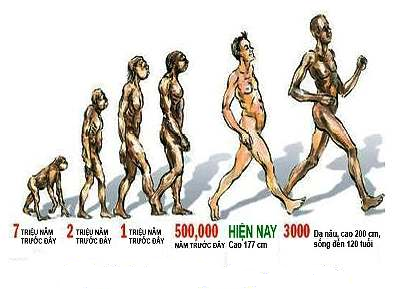 7 TRIỆU NĂM TRƯỚC ĐÂY
2 TRIỆU NĂM TRƯỚC ĐÂY
1 TRIỆU NĂM TRƯỚC ĐÂY
500,000
NĂM TRƯỚC ĐÂY
HIỆN NAY
Cao 177 cm
3000 Dạ nâu, cao 200 cm,
sống đến 120 tuổi